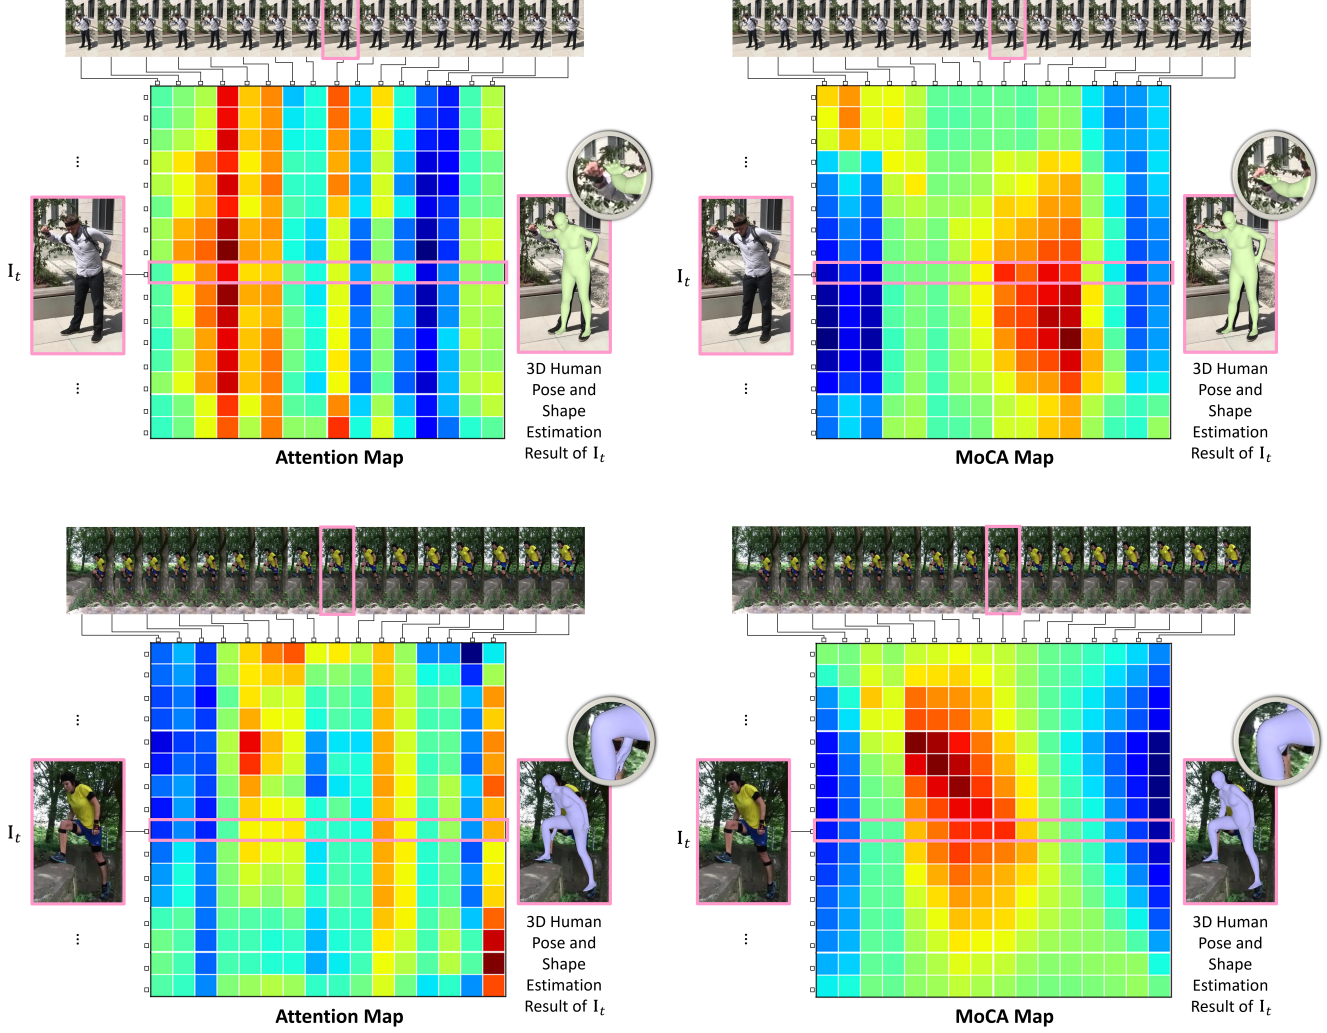 ⋮
⋮
I_t
I_t
3D Human
Pose and
Shape
Estimation
Result of I_t
3D Human
Pose and
Shape
Estimation
Result of I_t
⋮
⋮
Attention Map
MoCA Map
⋮
⋮
I_t
I_t
3D Human
Pose and
Shape
Estimation
Result of I_t
3D Human
Pose and
Shape
Estimation
Result of I_t
⋮
⋮
Attention Map
MoCA Map